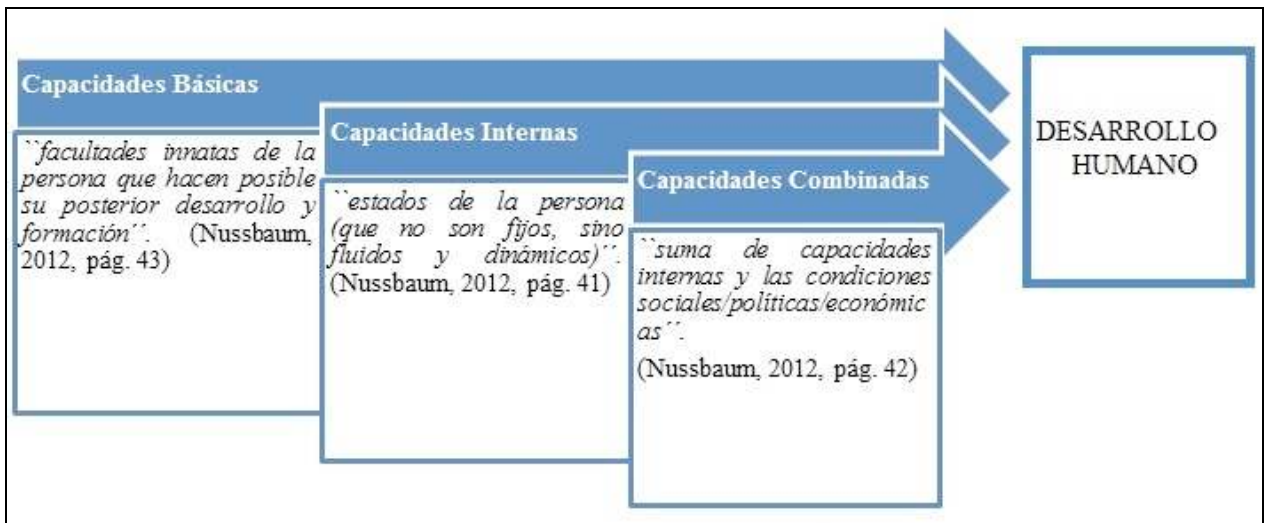 Capacidades Básicas
``facultades innatas de la
persona que hacen posible
su posterior desarrollo y
formación´´. (Nussbaum,
2012, pág. 43)
Capacidades Internas
``estados de la persona
(que no son fijos, sino
fluidos y dinámicos)´´.
(Nussbaum, 2012, pág. 41)
Capacidades Combinadas
``suma de capacidades
internas y las condiciones
sociales/políticas/económic
as´´.
(Nussbaum, 2012, pág. 42)
DESARROLLO
HUMANO